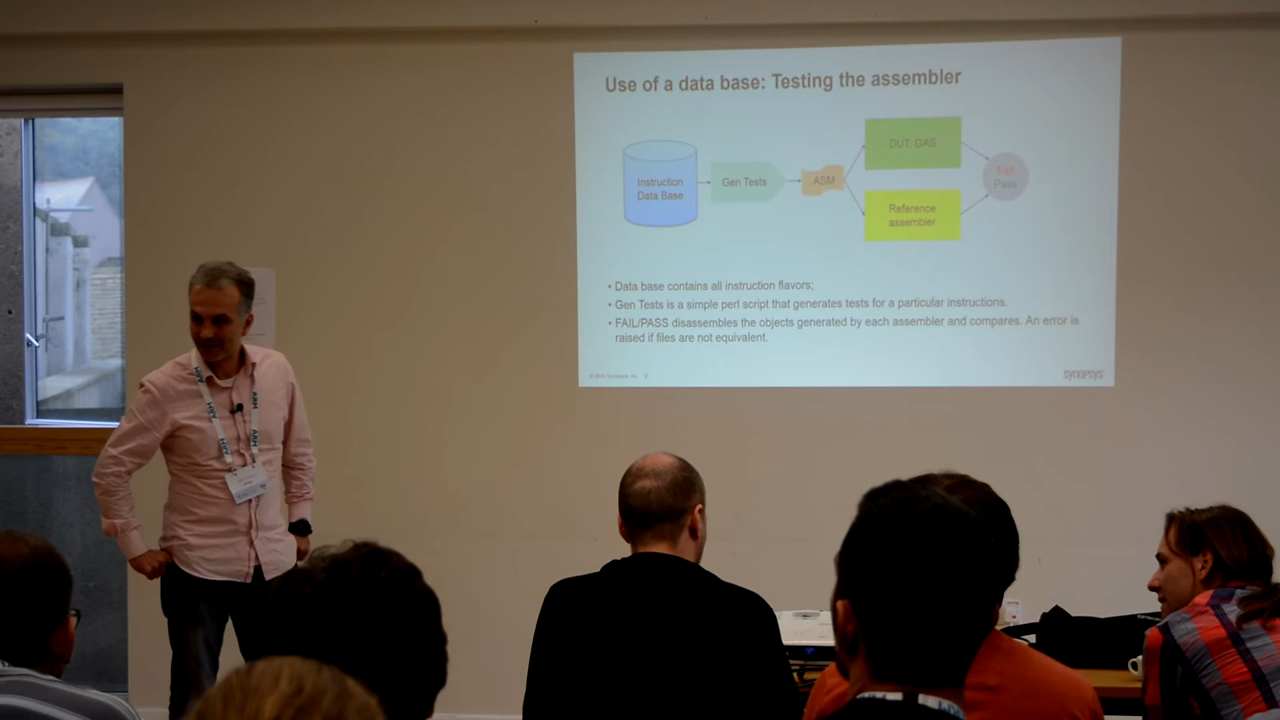 Use of a data base: Testing the assembler
Instruction
Data Base
Gen Tests
ASM
DUT: GAS
Reference
assembler
Fail
Pass
• Data base contains all instruction flavors;
• Gen Tests is a simple perl script that generates tests for a particular instructions.
• FAIL/PASS disassembles the objects generated by each assembler and compares. An error is
raised if files are not equivalent.
SYNOPSYS
ARM
ARM